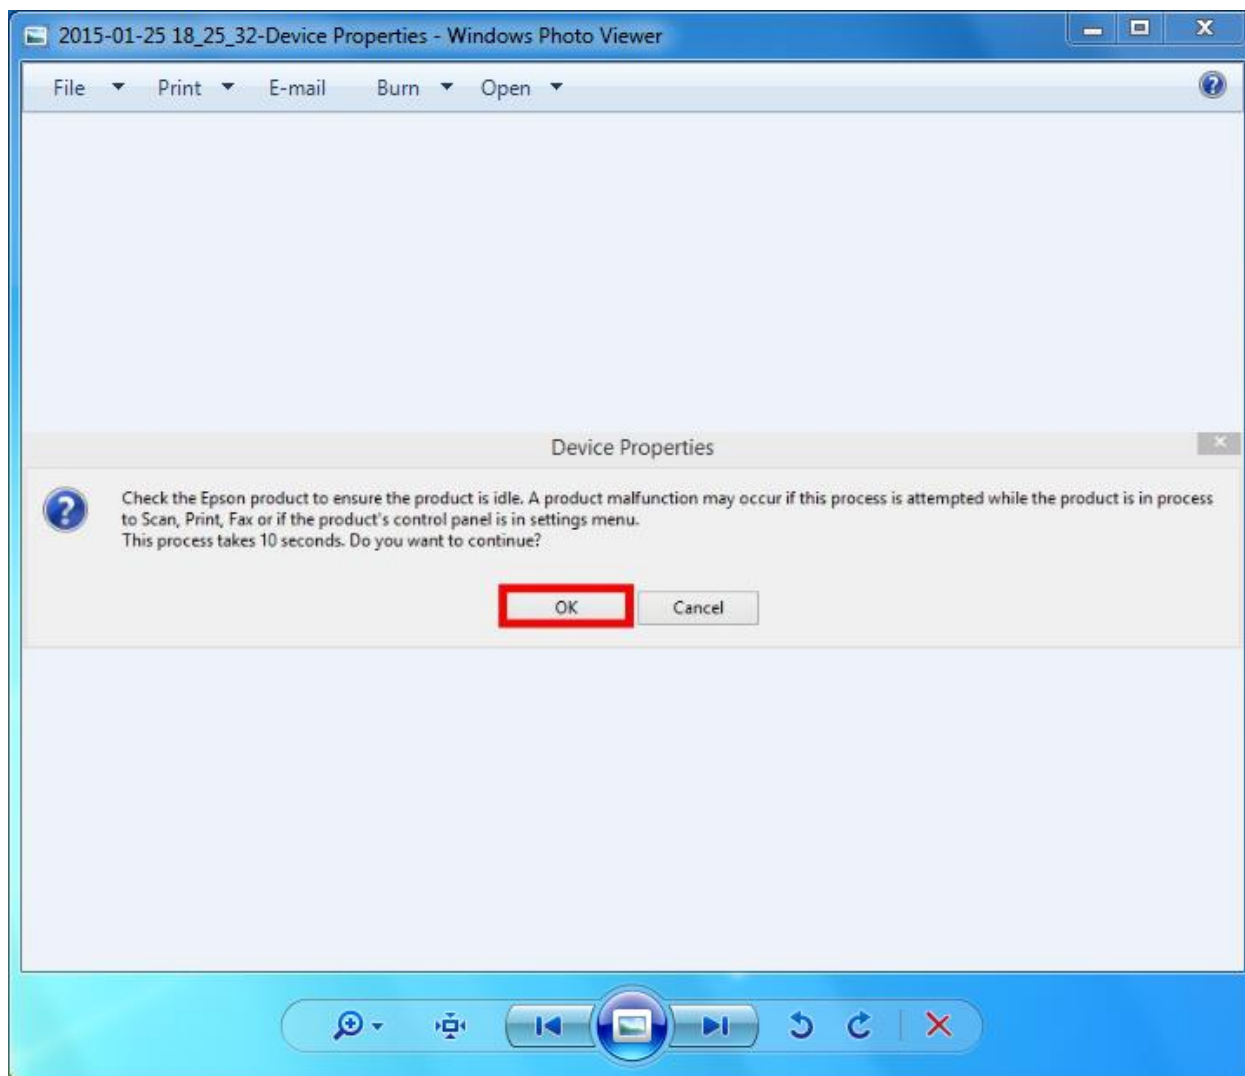 2015-01-25 18_25_32-Device Properties - Windows Photo Viewer
File Print E-mail Burn Open
Device Properties
Check the Epson product to ensure the product is idle. A product malfunction may occur if this process is attempted while the product is in process
to Scan, Print, Fax or if the product's control panel is in settings menu.
This process takes 10 seconds. Do you want to continue?
OK Cancel